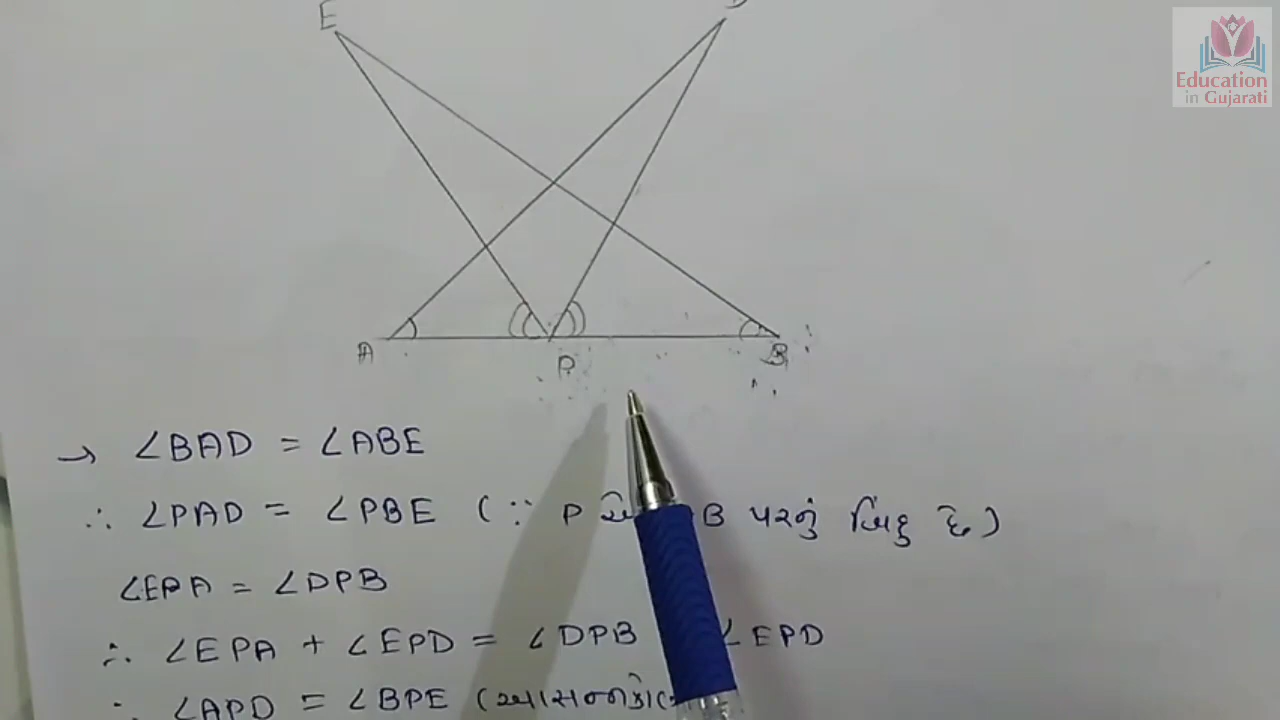 E
Education
in Gujarati
A
P
B
→ ∠BAD = ∠ABE
∴ ∠PAD = ∠PBE (∵ P B પરનું બિંદુ છે)
∠EPA = ∠DPB
∴ ∠EPA + ∠EPD = ∠DPB ∠EPD
∴ ∠APD = ∠BPE